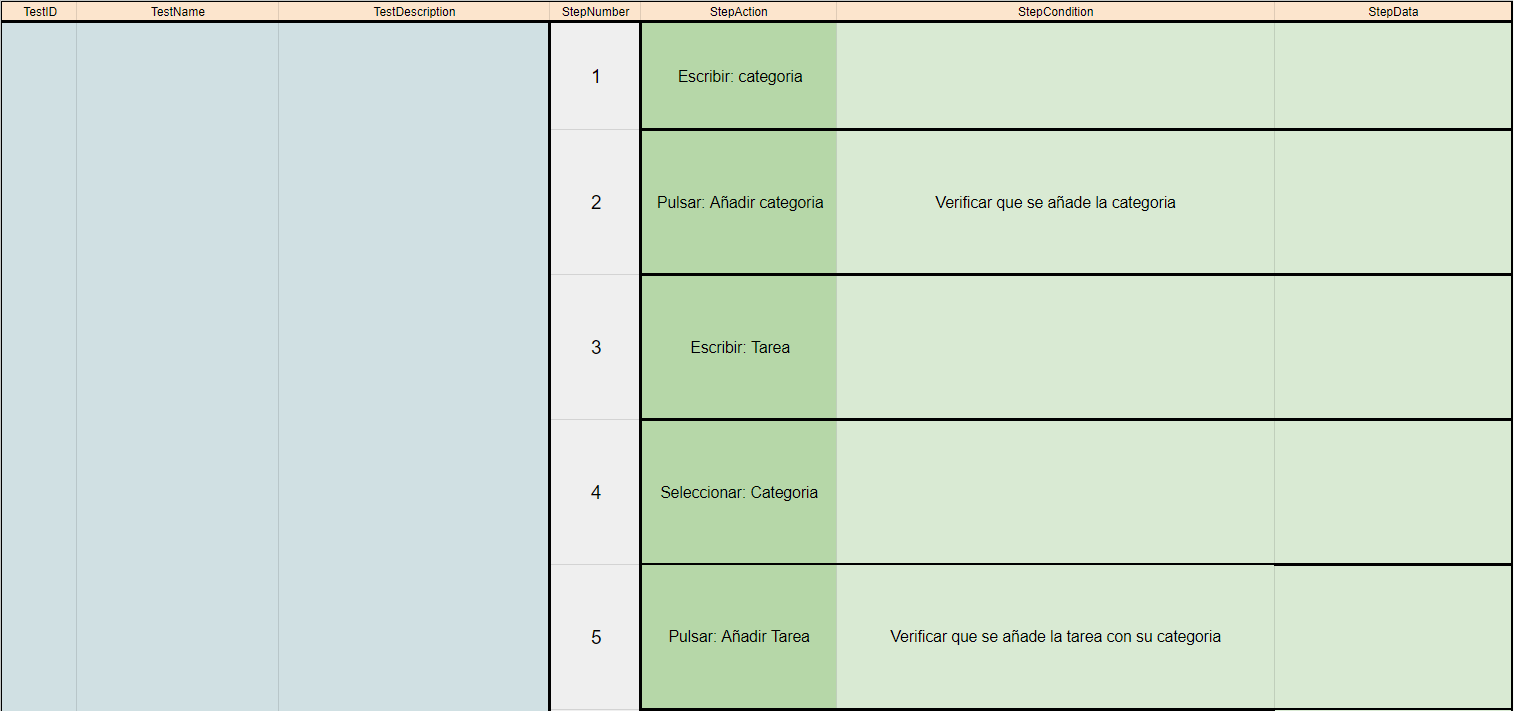 TestID TestName TestDescription StepNumber StepAction StepCondition StepData
1 Escribir: categoria
2 Pulsar: Añadir categoria Verificar que se añade la categoria
3 Escribir: Tarea
4 Seleccionar: Categoria
5 Pulsar: Añadir Tarea Verificar que se añade la tarea con su categoria